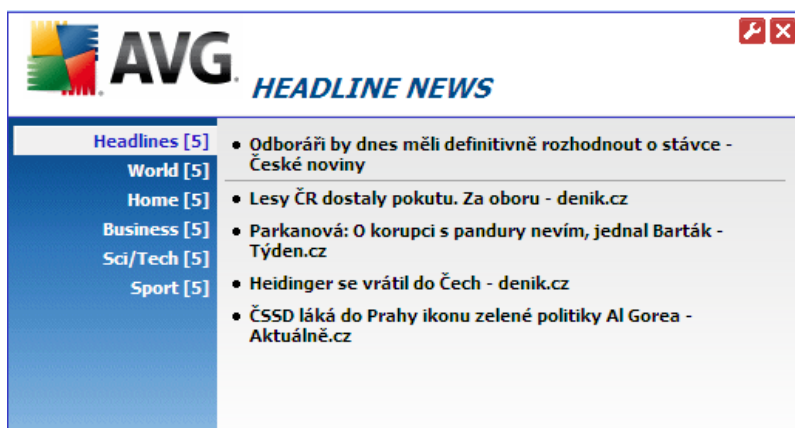 AVG.
HEADLINE NEWS
Headlines [5]
World [5]
Home [5]
Business [5]
Sci/Tech [5]
Sport [5]
• Odboráři by dnes měli definitivně rozhodnout o stávce -
České noviny
• Lesy ČR dostaly pokutu. Za oboru - denik.cz
• Parkanová: O korupci s pandury nevím, jednal Barták -
Týden.cz
• Heidinger se vrátil do Čech - denik.cz
• ČSSD láká do Prahy ikonu zelené politiky Al Gorea -
Aktuálně.cz